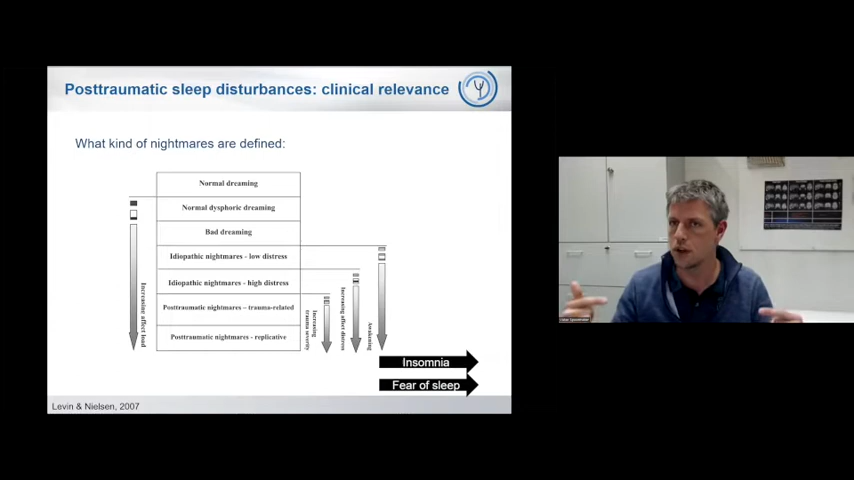 Posttraumatic sleep disturbances: clinical relevance
What kind of nightmares are defined:
Normal dreaming
Normal dysphoric dreaming
Bad dreaming
Idiopathic nightmares - low distress
Idiopathic nightmares - high distress
Posttraumatic nightmares – trauma-related
Posttraumatic nightmares - replicative
Increasing affect load
Increasing
trauma severity
Increasing affect distress
Awakening
Insomnia
Fear of sleep
Levin & Nielsen, 2007